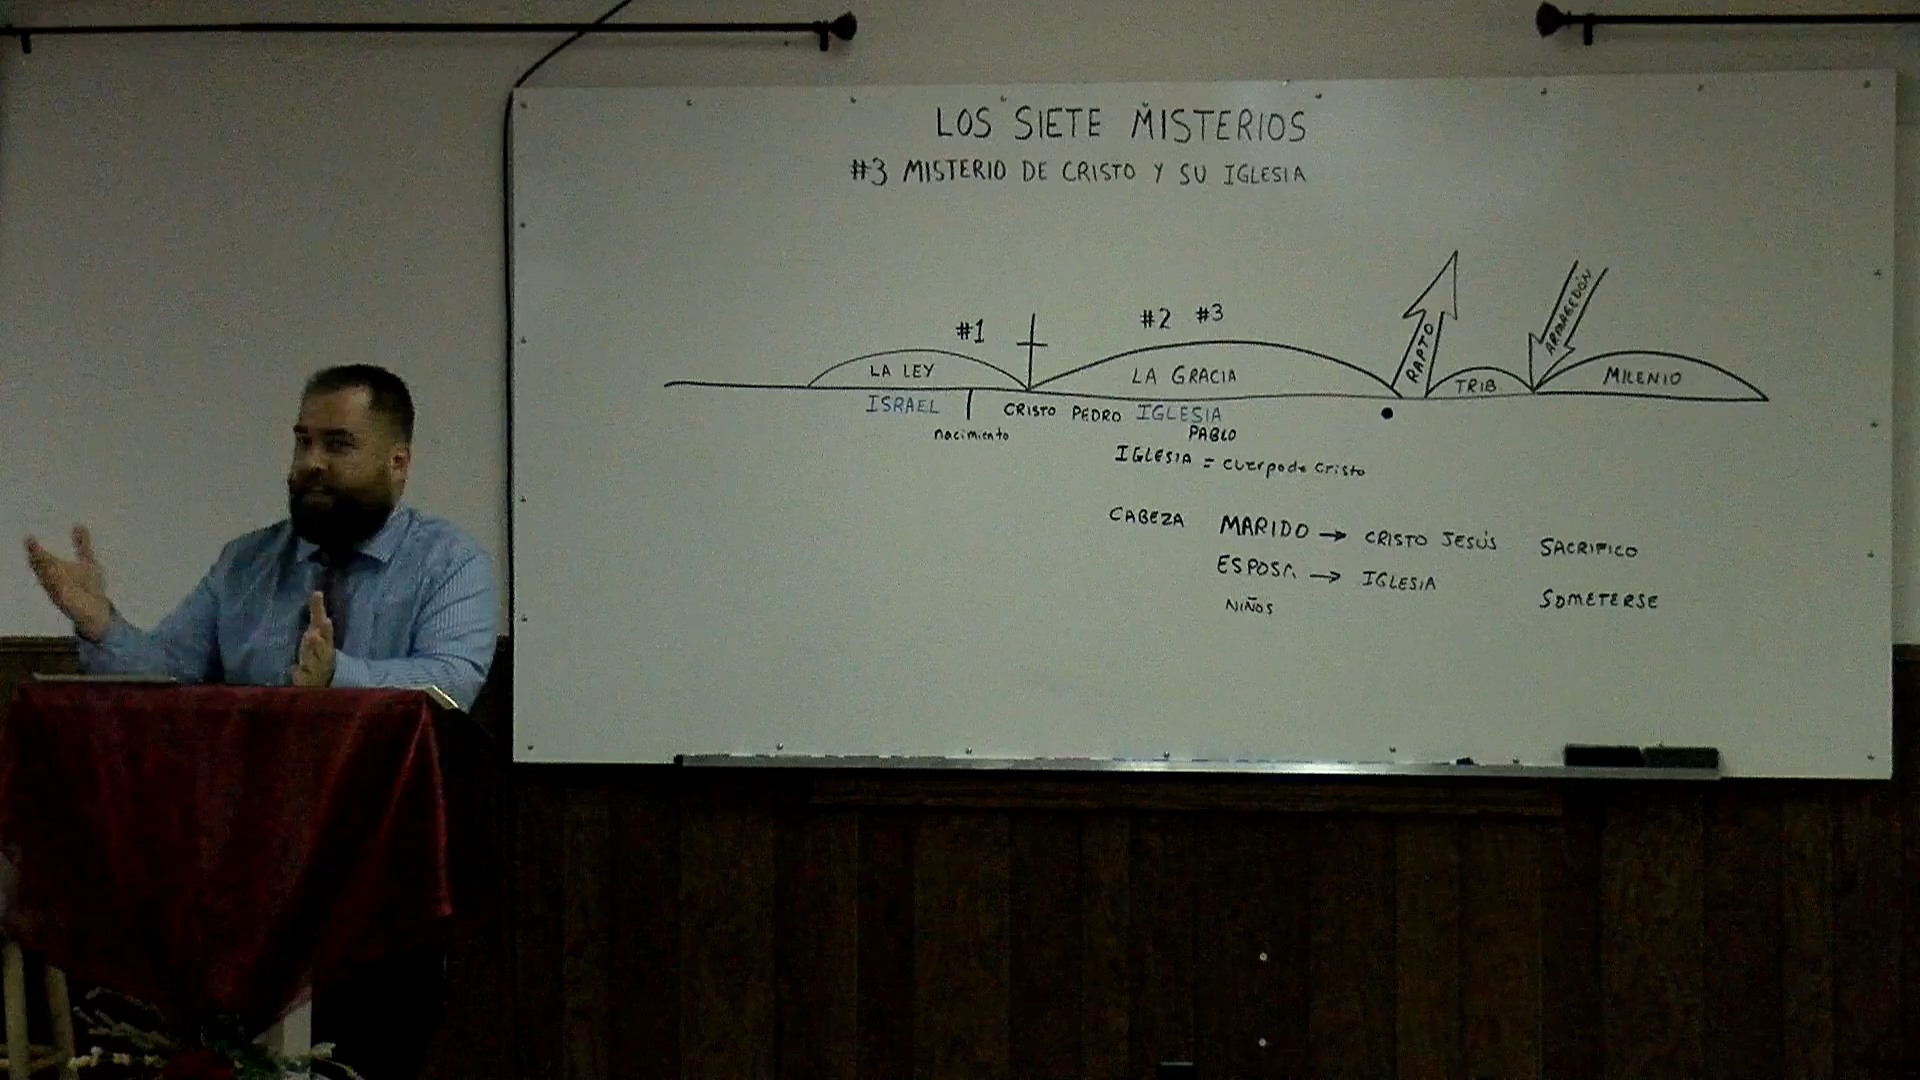 LOS SIETE MISTERIOS
#3 MISTERIO DE CRISTO Y SU IGLESIA
#1
#2 #3
LA LEY
LA GRACIA
RAPTO
TRIB
ARMAGEDÓN
MILENIO
ISRAEL
nacimiento
CRISTO PEDRO IGLESIA
PABLO
IGLESIA = cuerpo de Cristo
CABEZA MARIDO → CRISTO JESÚS SACRIFICO
ESPOSA → IGLESIA SOMETERSE
NIÑOS